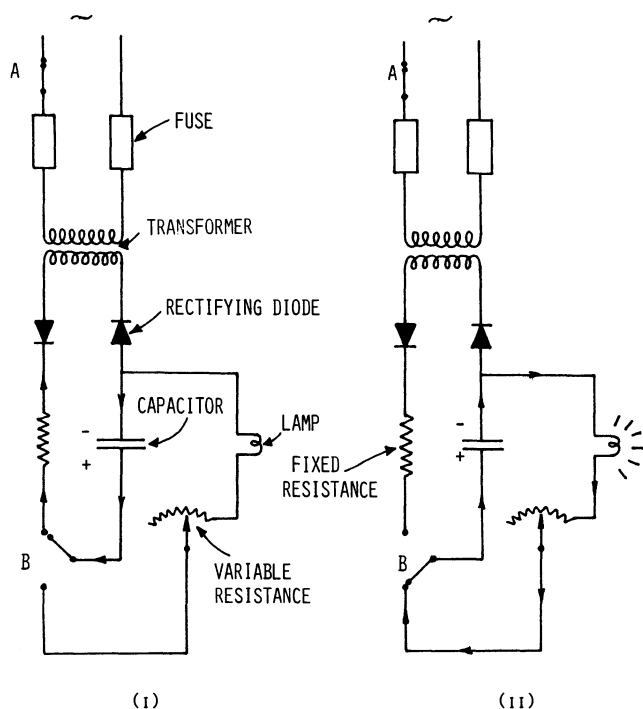 ~
~
A
A
FUSE
TRANSFORMER
RECTIFYING DIODE
CAPACITOR
-
+
LAMP
-
+
FIXED
RESISTANCE
B
VARIABLE
RESISTANCE
B
(I)
(II)